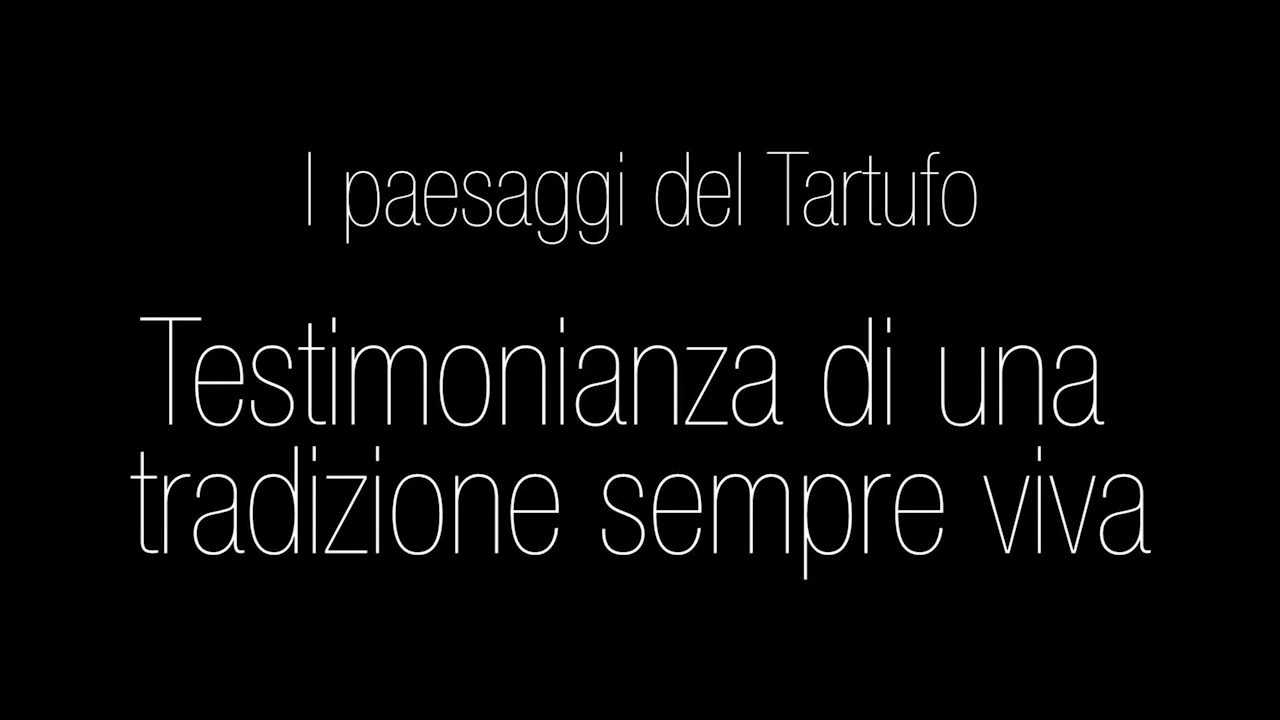 I paesaggi del Tartufo
Testimonianza di una
tradizione sempre viva